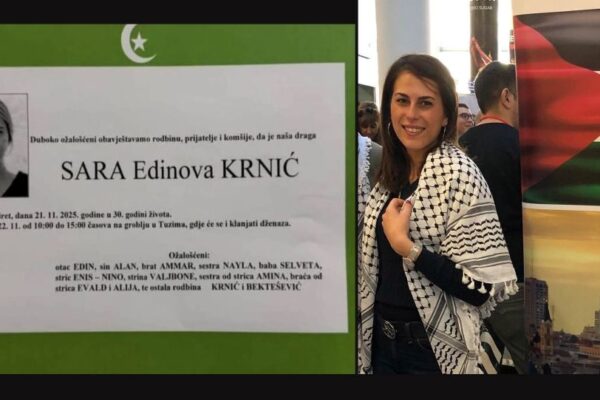 Duboko ožalošćeni obavještavamo rodbinu, prijatelje i komšije, da je naša draga
SARA Edinova KRNIĆ
dana 21. 11. 2025. godine u 30. godini života.
11. od 10:00 do 15:00 časova na groblju u Tuzima, gdje će se i klanjati dženaza.
Ožalošćeni:
otac EDIN, sin ALAN, brat AMMAR, sestra NAYLA, baba SELVETA,
stric ENIS – NINO, strina VALJBONE, sestra od strica AMINA, braća od
strica EVALD i ALIJA, te ostala rodbina KRNIĆ i BEKTEŠEVIĆ